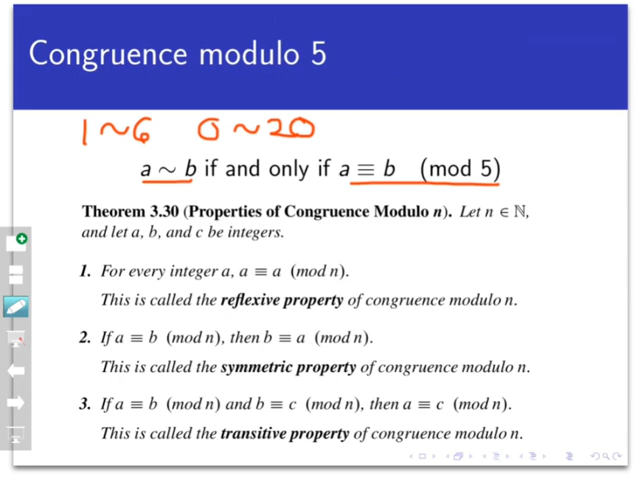 Congruence modulo 5
1 ~ 6 0 ~ 20
a ∼ b if and only if a ≡ b (mod 5)
Theorem 3.30 (Properties of Congruence Modulo n). Let n ∈ ℕ,
and let a, b, and c be integers.
1. For every integer a, a ≡ a (mod n).
This is called the reflexive property of congruence modulo n.
2. If a ≡ b (mod n), then b ≡ a (mod n).
This is called the symmetric property of congruence modulo n.
3. If a ≡ b (mod n) and b ≡ c (mod n), then a ≡ c (mod n).
This is called the transitive property of congruence modulo n.